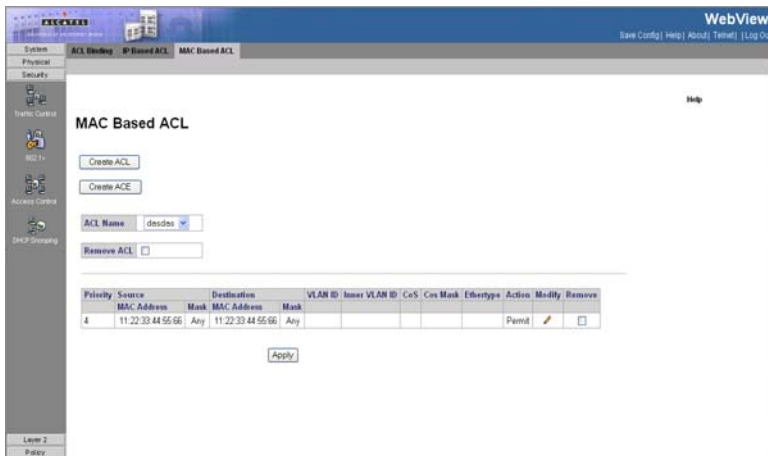 ALCATEL
WebView
Save Config| Help| About| Telnet| |Log Ou
System
Physical
Security
ACL Binding IP Based ACL MAC Based ACL
Traffic Control
802.1x
Access Control
DHCP Snooping
Help
MAC Based ACL
Create ACL
Create ACE
ACL Name desdes
Remove ACL
Priority Source Destination VLAN ID Inner VLAN ID CoS Cos Mask Ethertype Action Modify Remove
MAC Address Mask MAC Address Mask
4 11:22:33:44:55:66 Any 11:22:33:44:55:66 Any Permit
Apply
Layer 2
Policy